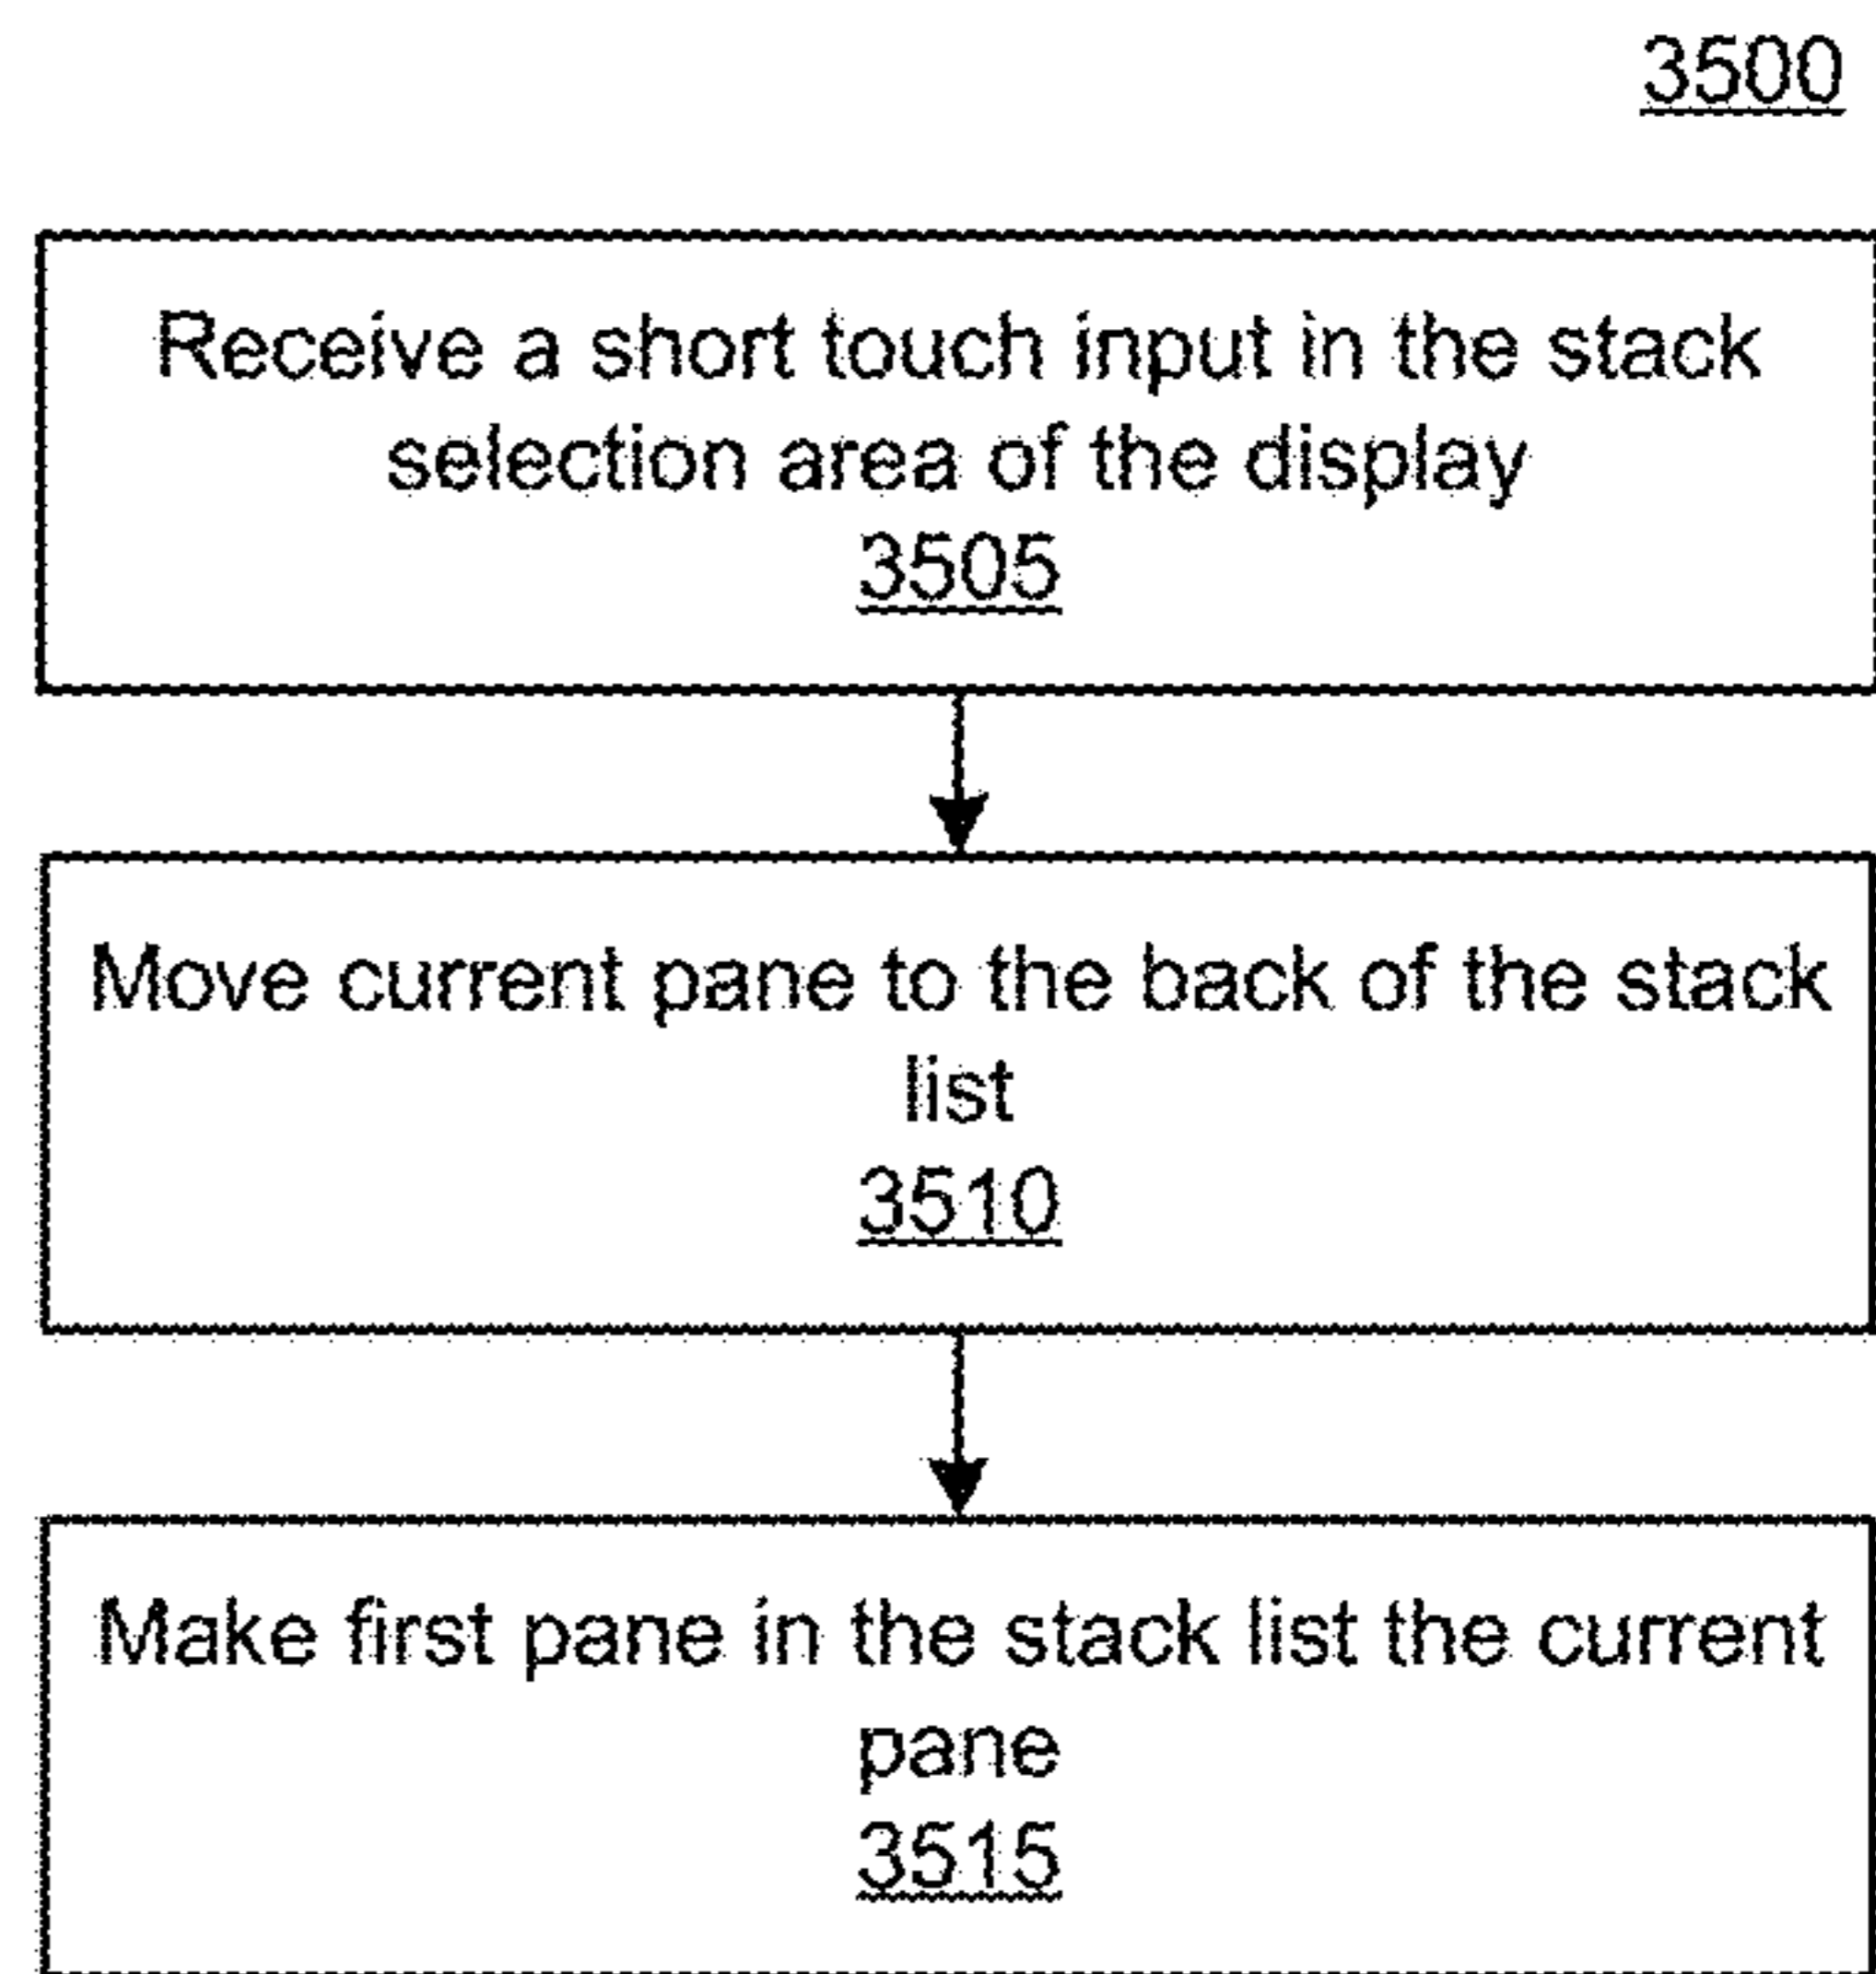 3500
Receive a short touch input in the stack
selection area of the display
3505
Move current pane to the back of the stack
list
3510
Make first pane in the stack list the current
pane
3515